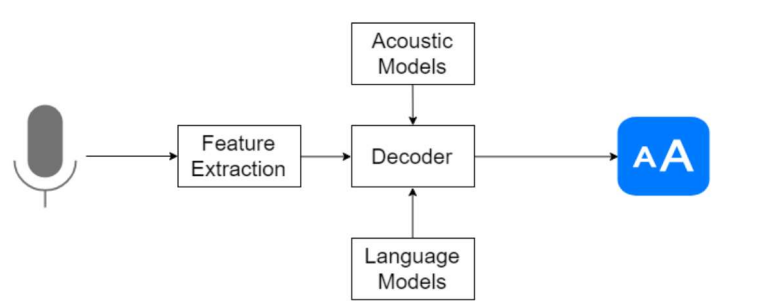 Acoustic
Models
Feature
Extraction
Decoder
AA
Language
Models